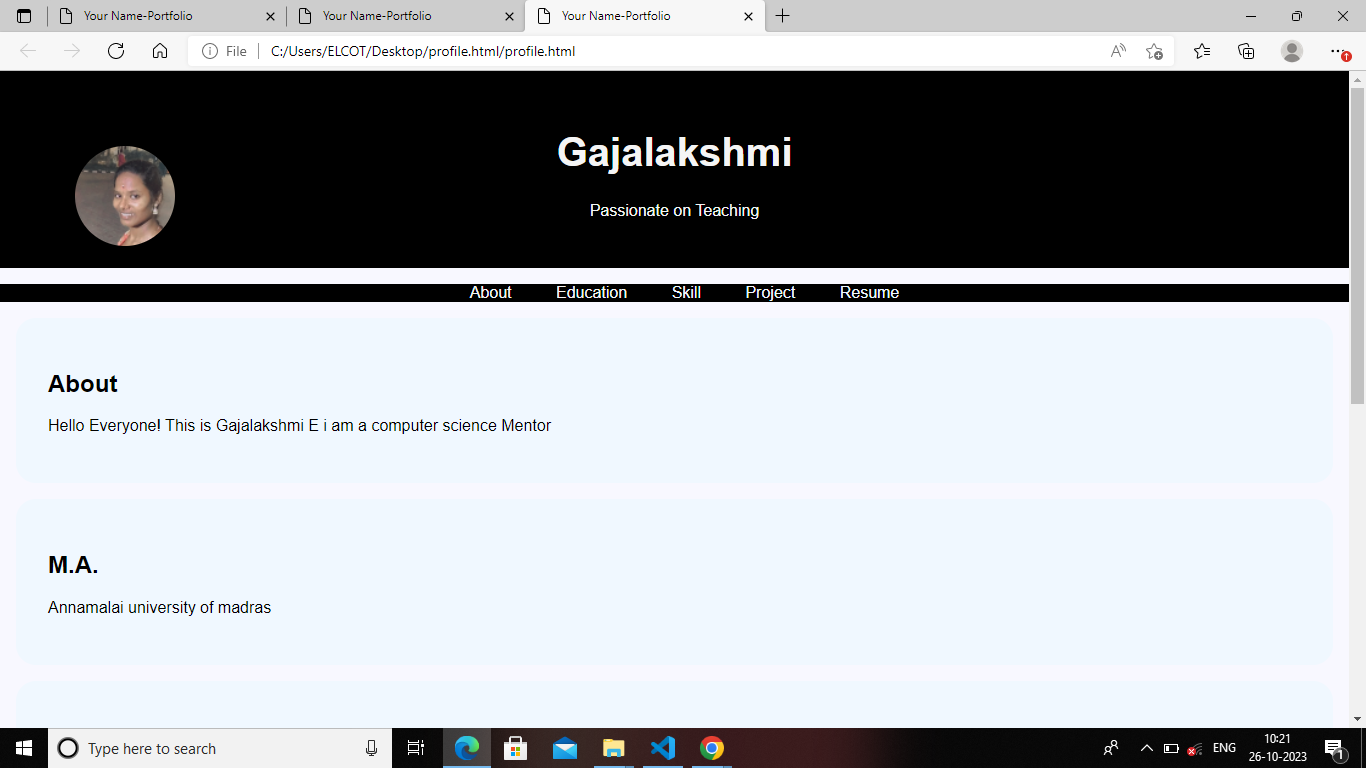 Your Name-Portfolio
Your Name-Portfolio
Your Name-Portfolio
File
C:/Users/ELCOT/Desktop/profile.html/profile.html
Gajalakshmi
Passionate on Teaching
About Education Skill Project Resume
About
Hello Everyone! This is Gajalakshmi E i am a computer science Mentor
M.A.
Annamalai university of madras
Type here to search
ENG
10:21
26-10-2023
1